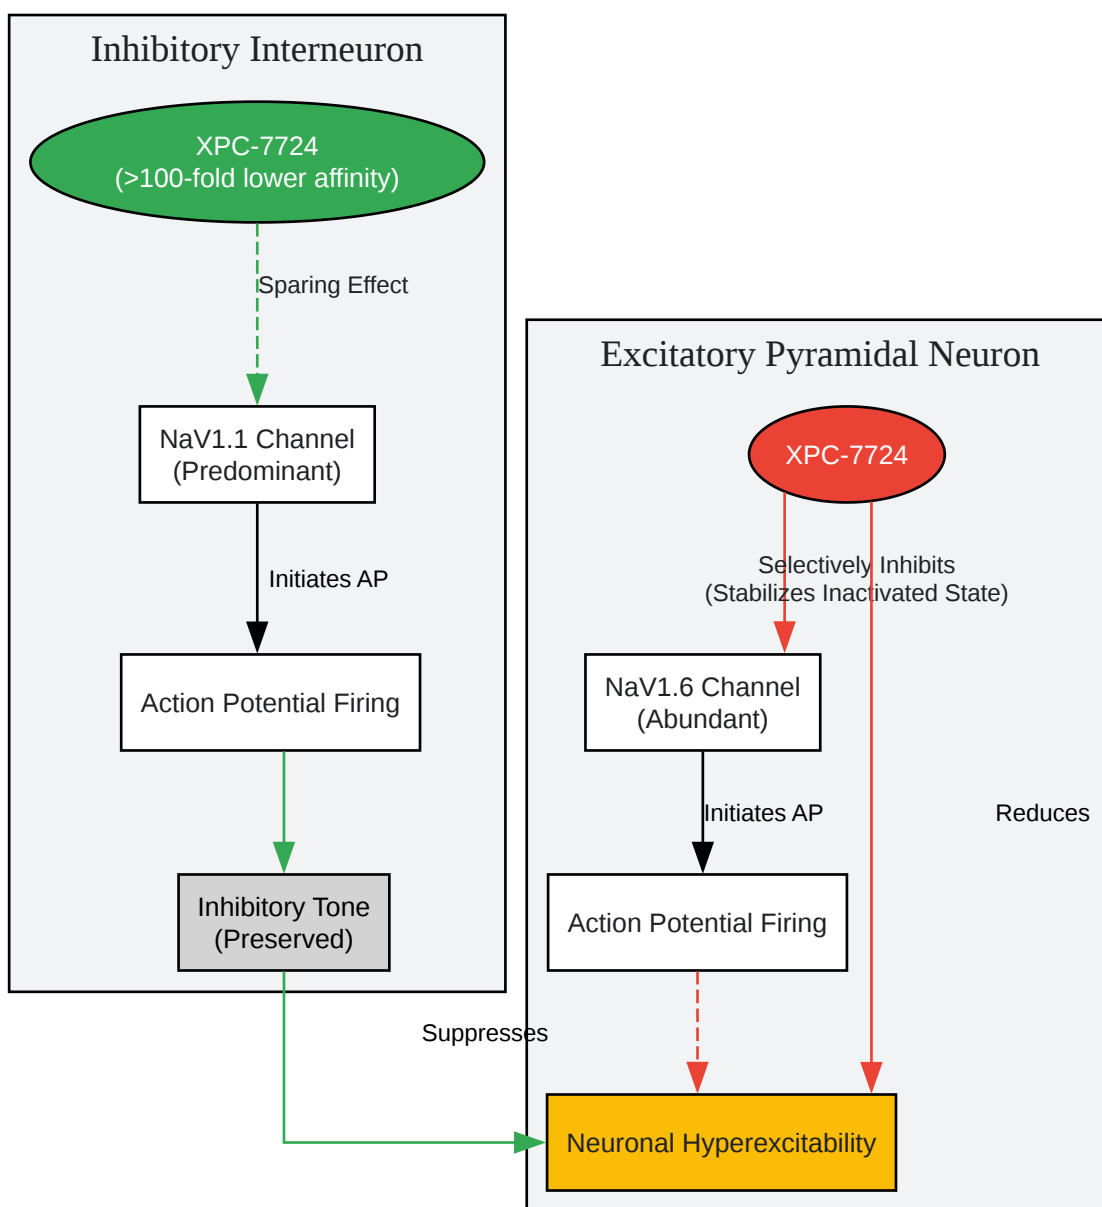 Inhibitory Interneuron
XPC-7724
(>100-fold lower affinity)
Sparing Effect
NaV1.1 Channel
(Predominant)
Initiates AP
Action Potential Firing
Inhibitory Tone
(Preserved)
Suppresses
Excitatory Pyramidal Neuron
XPC-7724
Selectively Inhibits
(Stabilizes Inactivated State)
NaV1.6 Channel
(Abundant)
Initiates AP
Reduces
Action Potential Firing
Neuronal Hyperexcitability